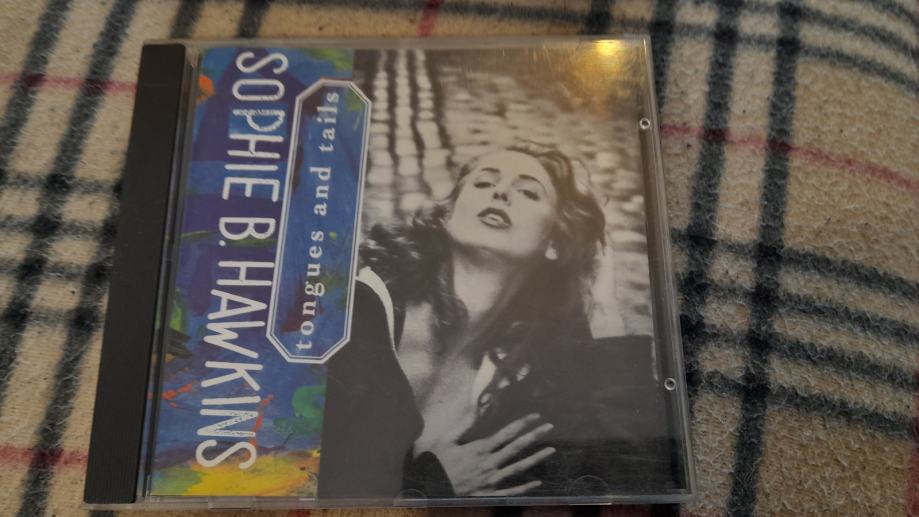 SOPHIE B. HAWKINS
tongues and tails